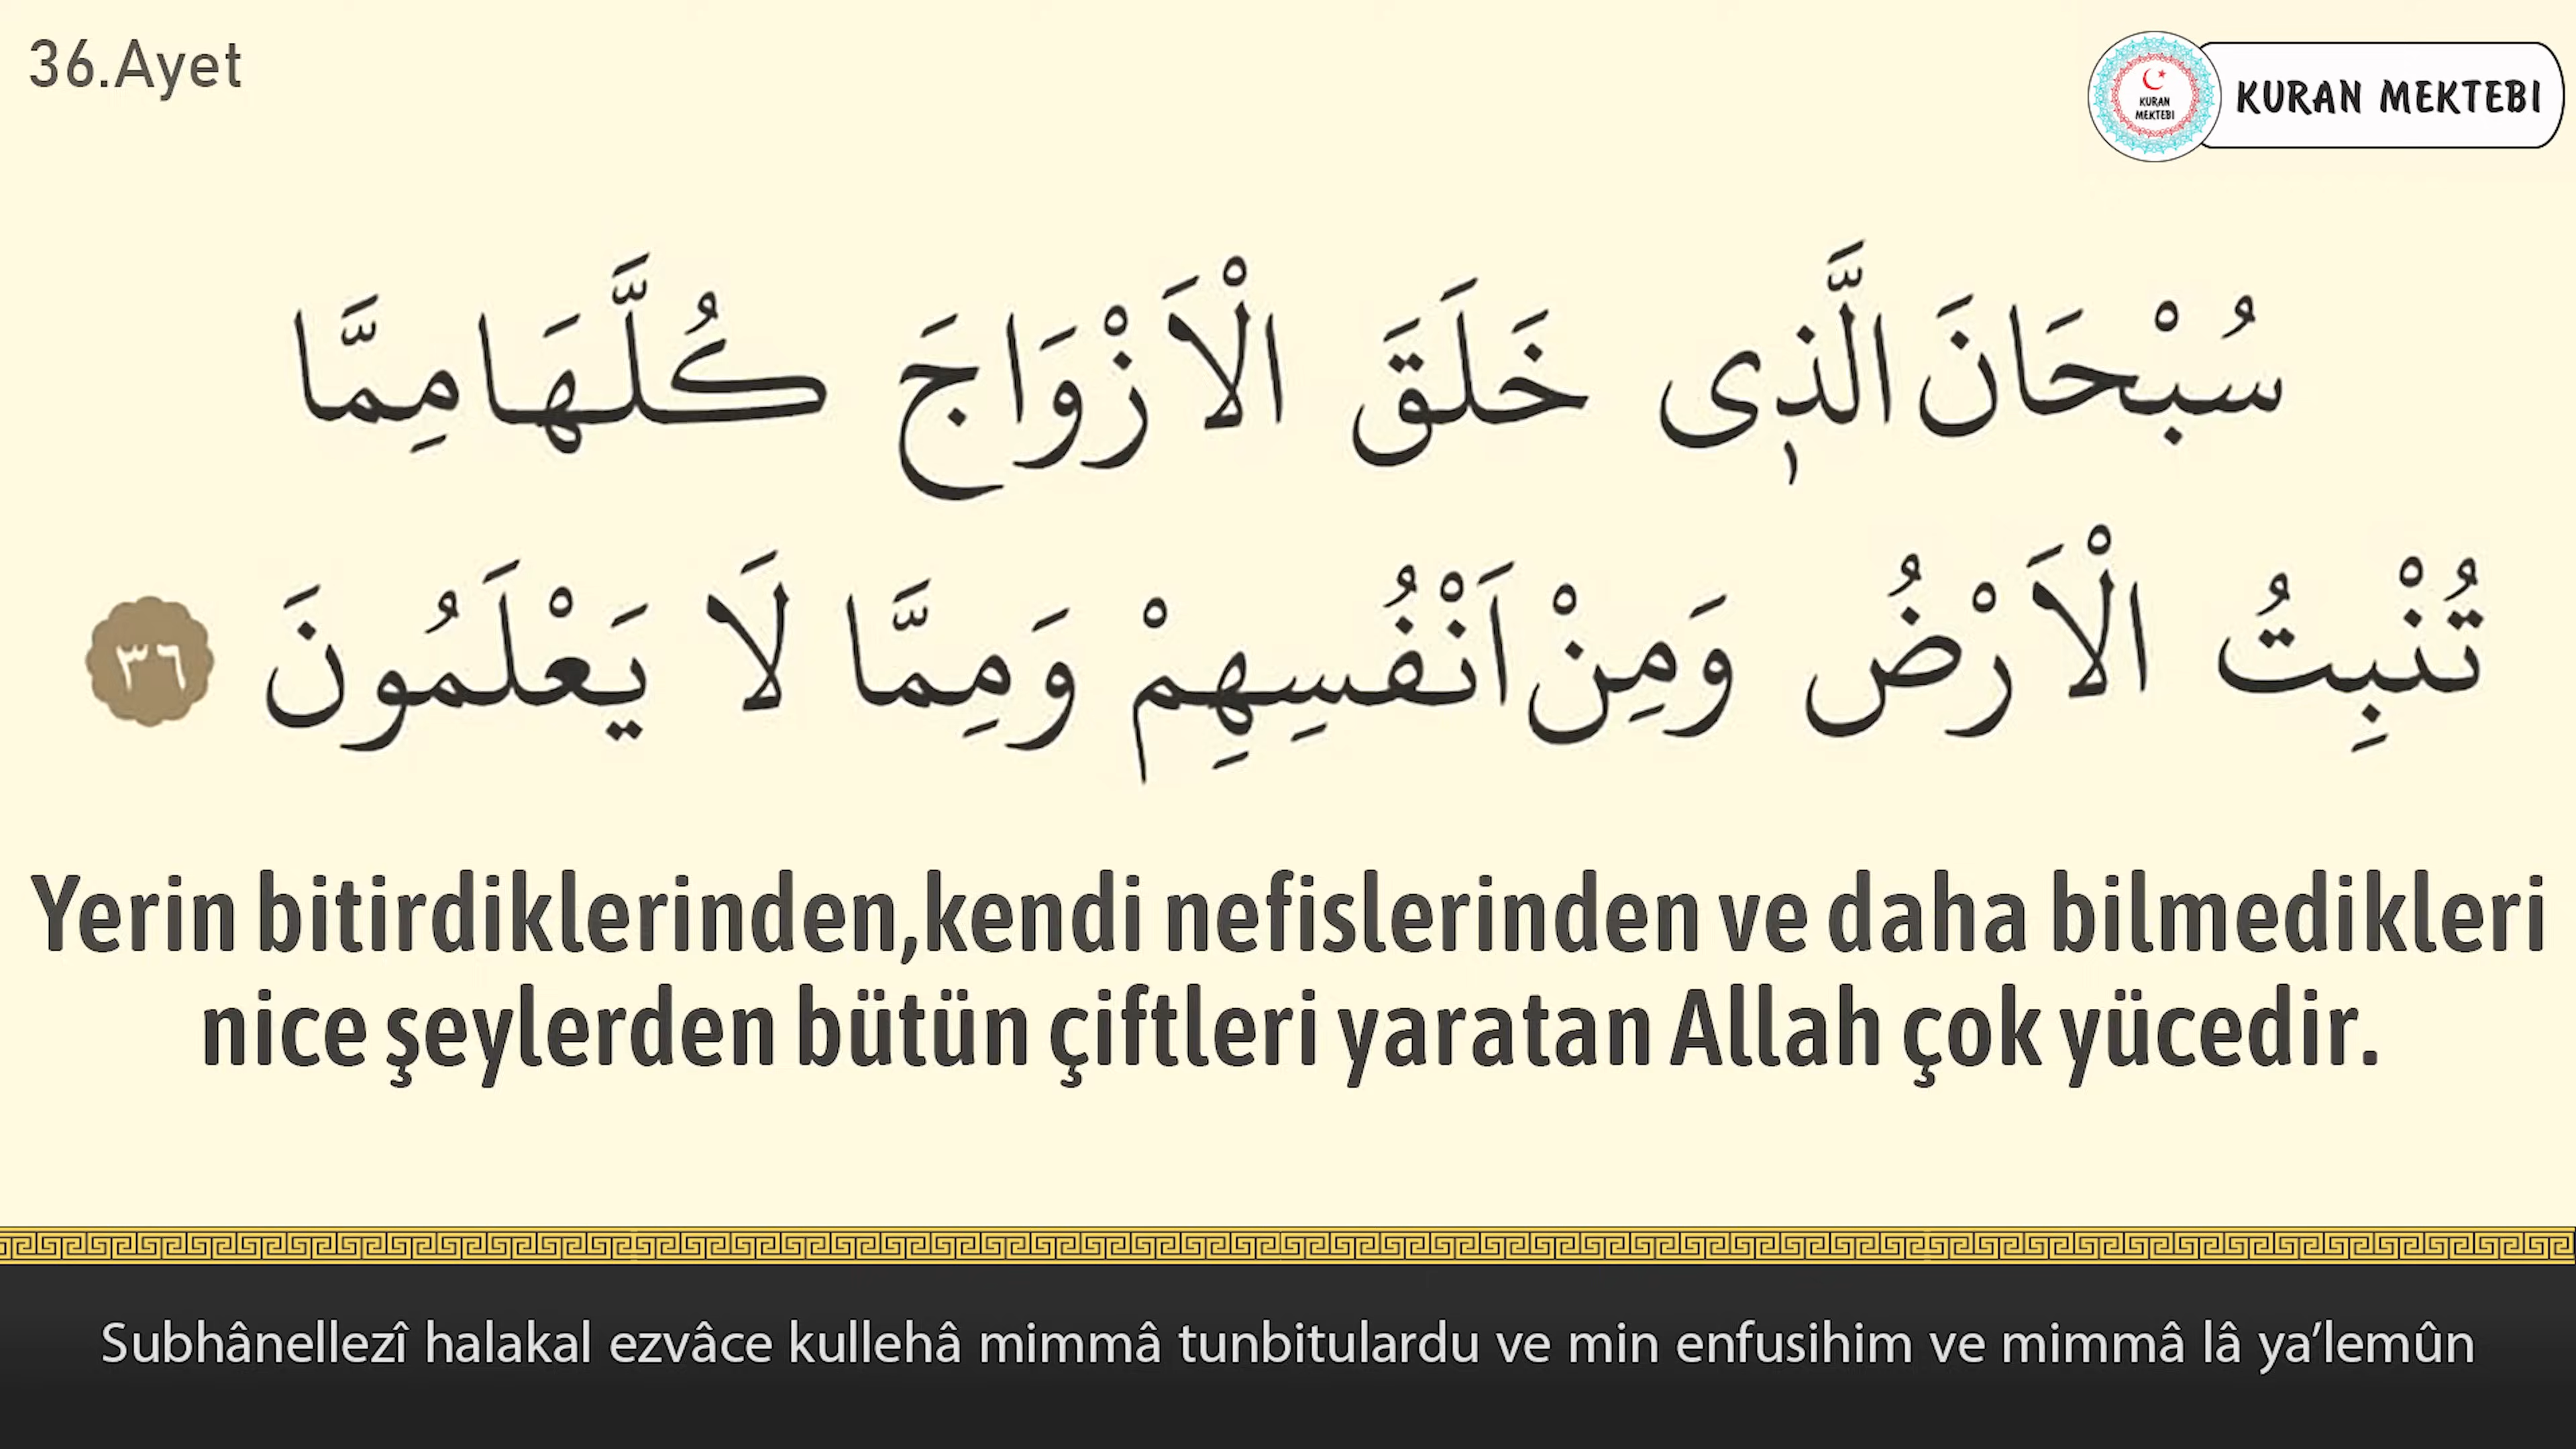 36.Ayet
KURAN
MEKTEBI
KURAN MEKTEBI
سُبْحَانَ الَّذ۪ى خَلَقَ الْاَزْوَاجَ كُلَّهَا مِمَّا
تُنْبِتُ الْاَرْضُ وَمِنْ اَنْفُسِهِمْ وَمِمَّا لَا يَعْلَمُونَ ٣٦
Yerin bitirdiklerinden,kendi nefislerinden ve daha bilmedikleri
nice şeylerden bütün çiftleri yaratan Allah çok yücedir.
Subhânellezî halakal ezvâce kullehâ mimmâ tunbitulardu ve min enfusihim ve mimmâ lâ ya’lemûn